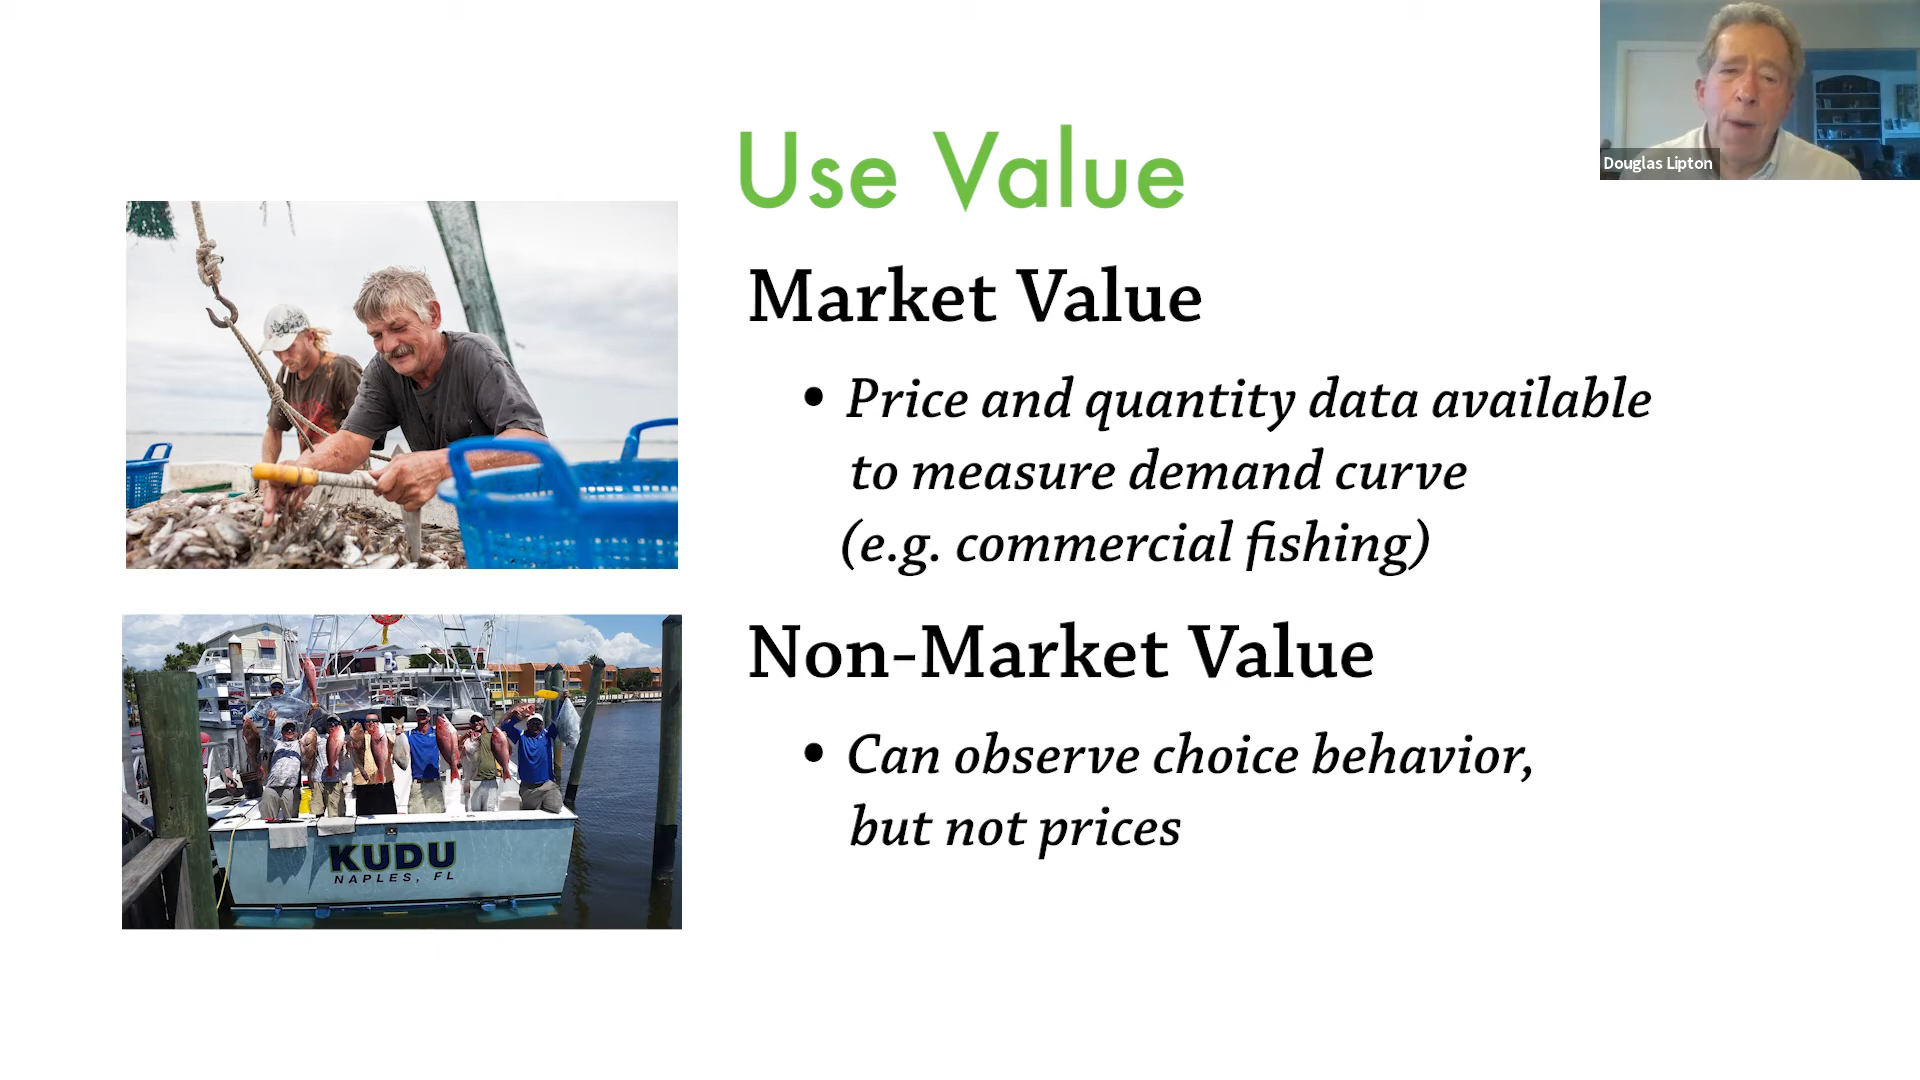 Use Value
Douglas Lipton
Market Value
• Price and quantity data available
to measure demand curve
(e.g. commercial fishing)
Non-Market Value
• Can observe choice behavior,
but not prices
KUDU
NAPLES, FL